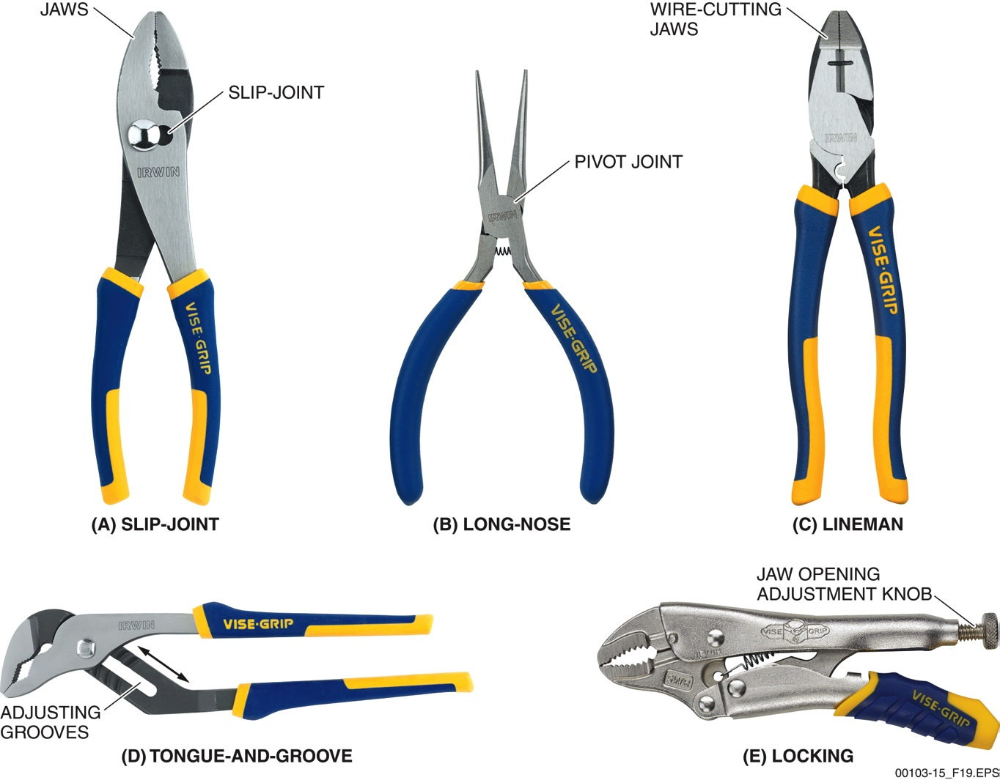 JAWS
SLIP-JOINT
IRWIN
VISE·GRIP
(A) SLIP-JOINT
PIVOT JOINT
IRWIN
VISE·GRIP
(B) LONG-NOSE
WIRE-CUTTING
JAWS
IRWIN
VISE·GRIP
(C) LINEMAN
IRWIN
VISE·GRIP
ADJUSTING
GROOVES
(D) TONGUE-AND-GROOVE
JAW OPENING
ADJUSTMENT KNOB
VISE GRIP
IRWIN
5WR
VISE·GRIP
(E) LOCKING
00103-15_F19.EPS